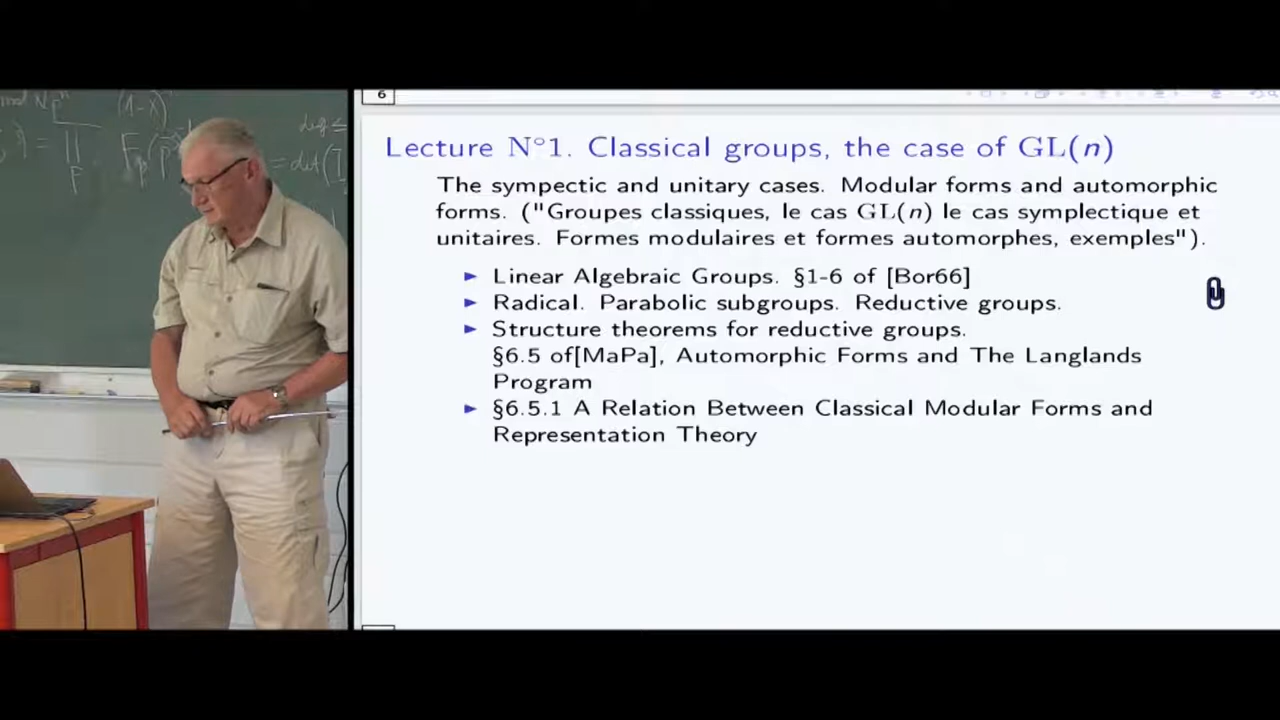 6
Lecture N°1. Classical groups, the case of GL(n)
The sympectic and unitary cases. Modular forms and automorphic
forms. ("Groupes classiques, le cas GL(n) le cas symplectique et
unitaires. Formes modulaires et formes automorphes, exemples").
► Linear Algebraic Groups. §1-6 of [Bor66]
► Radical. Parabolic subgroups. Reductive groups.
► Structure theorems for reductive groups.
§6.5 of[MaPa], Automorphic Forms and The Langlands
Program
► §6.5.1 A Relation Between Classical Modular Forms and
Representation Theory